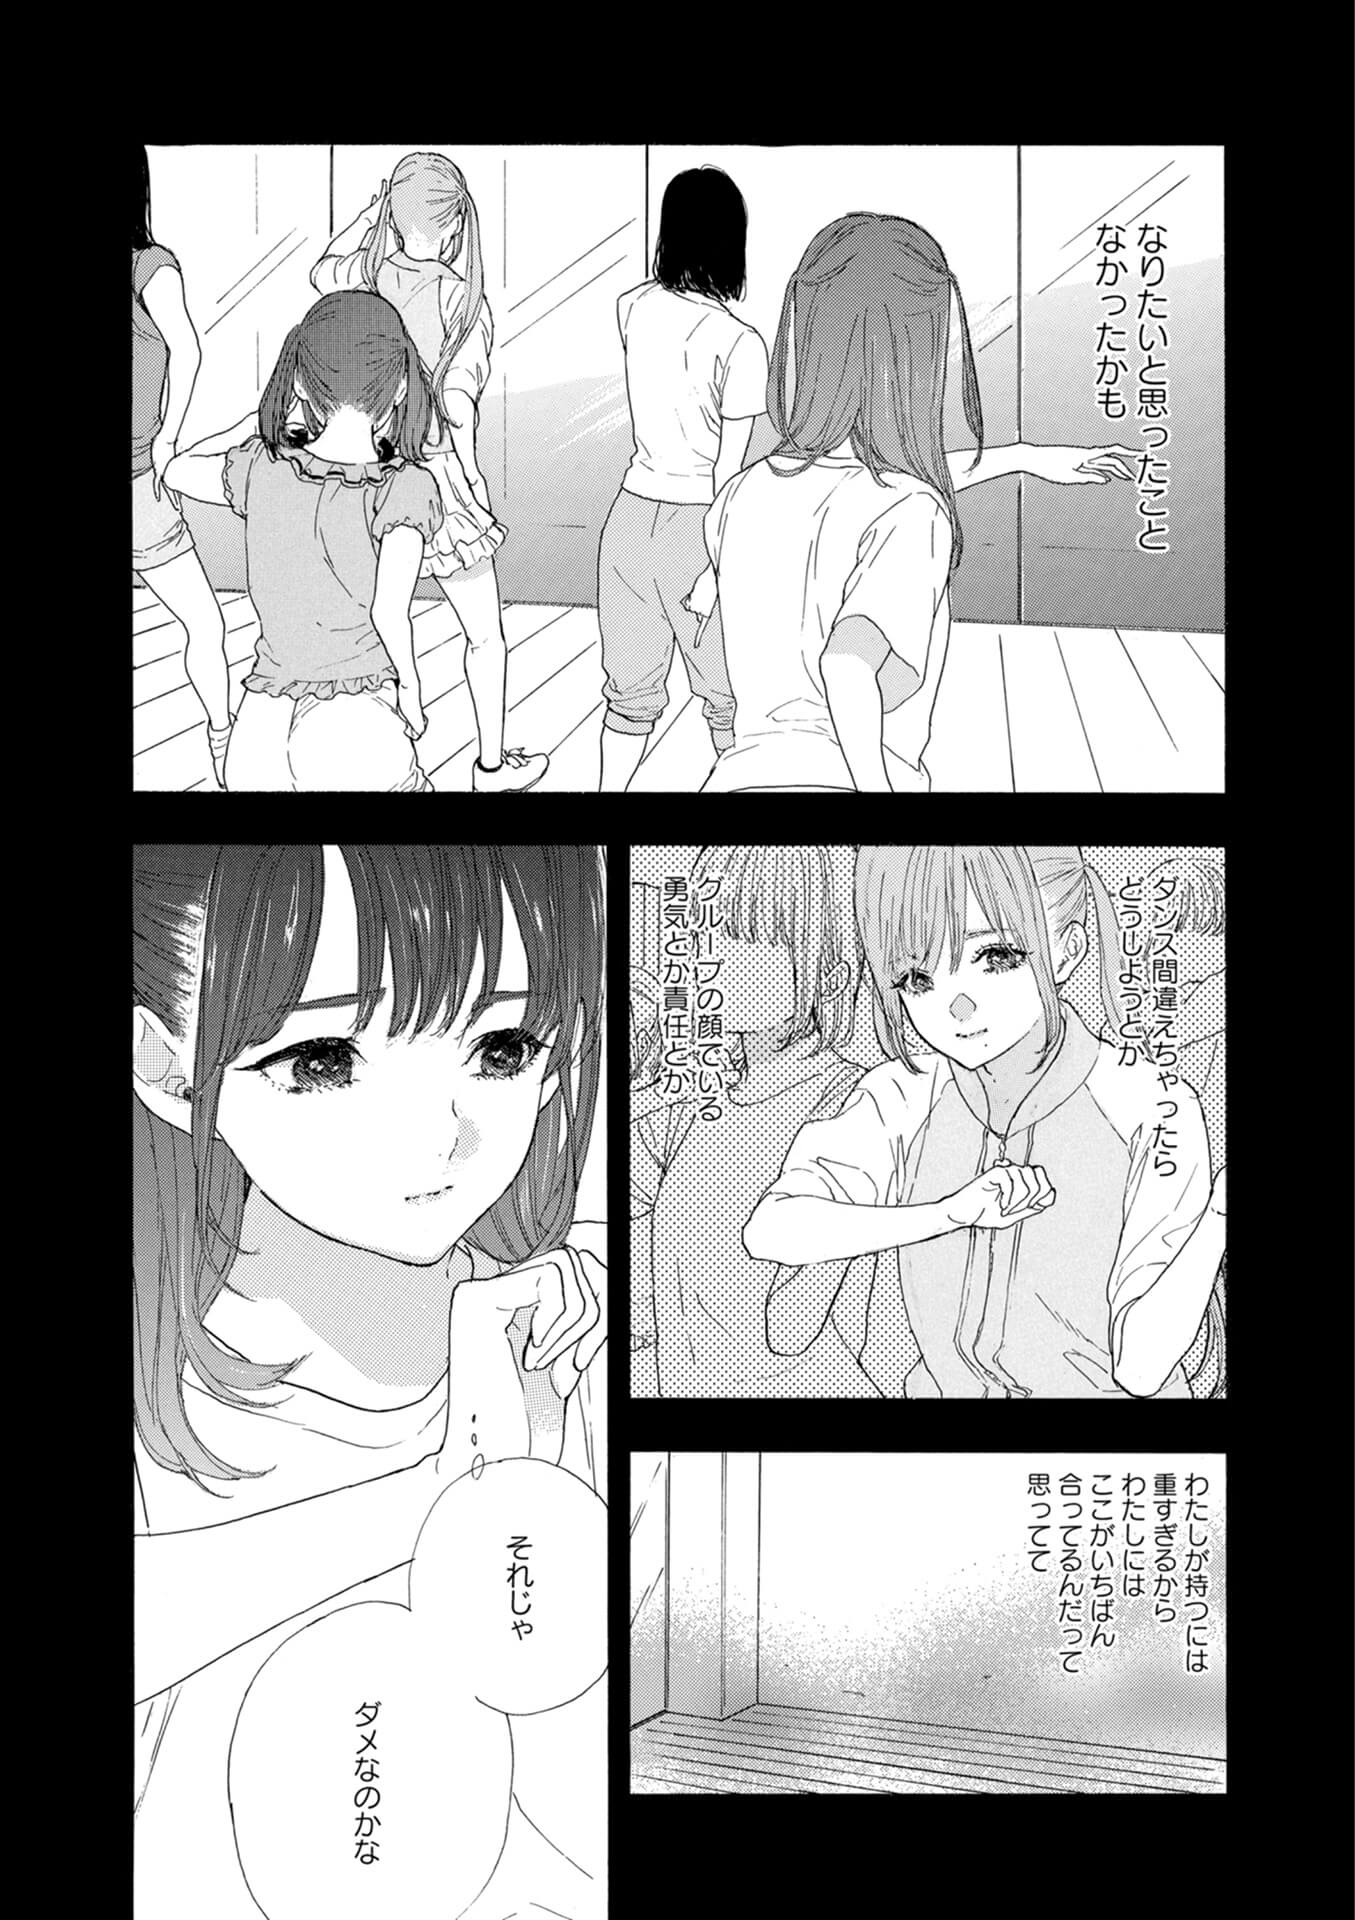 なりたいと思ったこと
なかったかも
ダンス間違えちゃったら
どうじようとか
グループの顔ている
勇気とか責任とか
わたしが持つには
重すぎるから
わたしには
ここがいちばん
合ってるんだって
思ってて
それじゃ
ダメなのかな